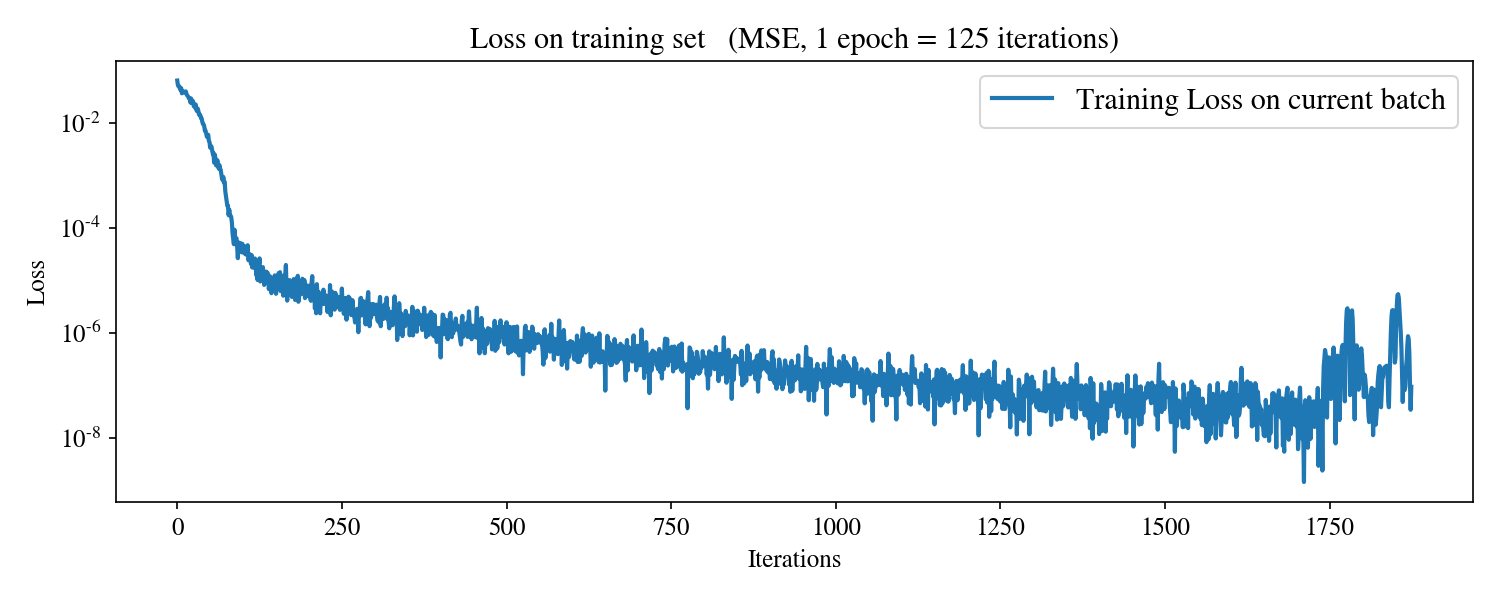 Loss on training set (MSE, 1 epoch = 125 iterations)
Training Loss on current batch
10-2
10-4
10-6
10-8
Loss
0 250 500 750 1000 1250 1500 1750
Iterations